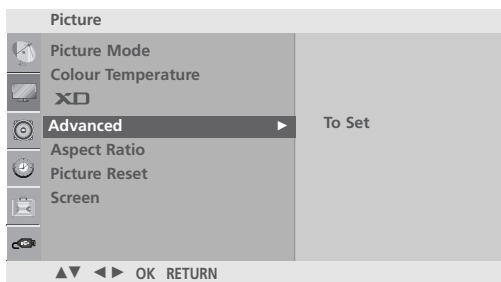 Picture
Picture Mode
Colour Temperature
XD
Advanced ► To Set
Aspect Ratio
Picture Reset
Screen
▲▼ ◄► OK RETURN